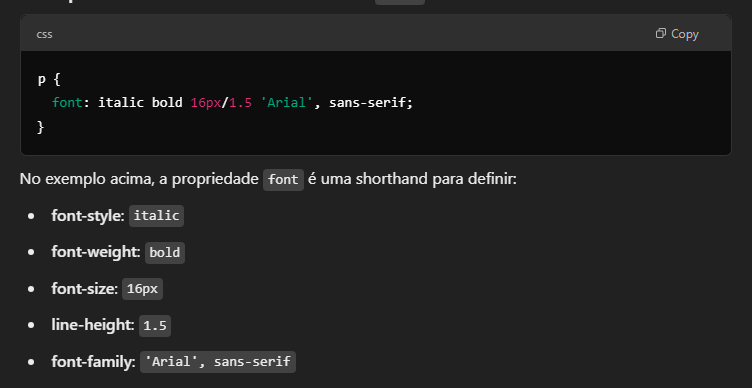 css
Copy
p {
  font: italic bold 16px/1.5 'Arial', sans-serif;
}
No exemplo acima, a propriedade font é uma shorthand para definir:
• font-style: italic
• font-weight: bold
• font-size: 16px
• line-height: 1.5
• font-family: 'Arial', sans-serif